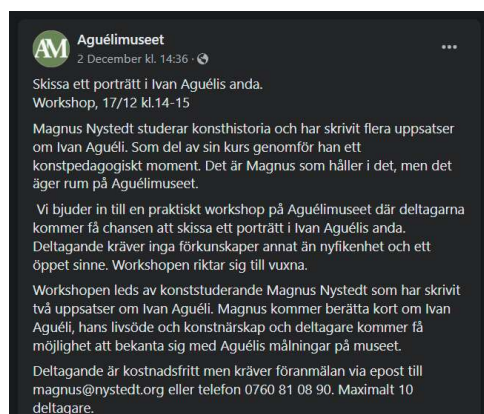 AM
Aguélimuseet
2 December kl. 14:36 ·
Skissa ett porträtt i Ivan Aguélis anda.
Workshop, 17/12 kl.14-15
Magnus Nystedt studerar konsthistoria och har skrivit flera uppsatser
om Ivan Aguéli. Som del av sin kurs genomför han ett
konstpedagogiskt moment. Det är Magnus som håller i det, men det
äger rum på Aguélimuseet.
Vi bjuder in till en praktiskt workshop på Aguélimuseet där deltagarna
kommer få chansen att skissa ett porträtt i Ivan Aguélis anda.
Deltagande kräver inga förkunskaper annat än nyfikenhet och ett
öppet sinne. Workshopen riktar sig till vuxna.
Workshopen leds av konststuderande Magnus Nystedt som har skrivit
två uppsatser om Ivan Aguéli. Magnus kommer berätta kort om Ivan
Aguéli, hans livsöde och konstnärskap och deltagare kommer få
möjlighet att bekanta sig med Aguélis målningar på museet.
Deltagande är kostnadsfritt men kräver föranmälan via epost till
magnus@nystedt.org eller telefon 0760 81 08 90. Maximalt 10
deltagare.